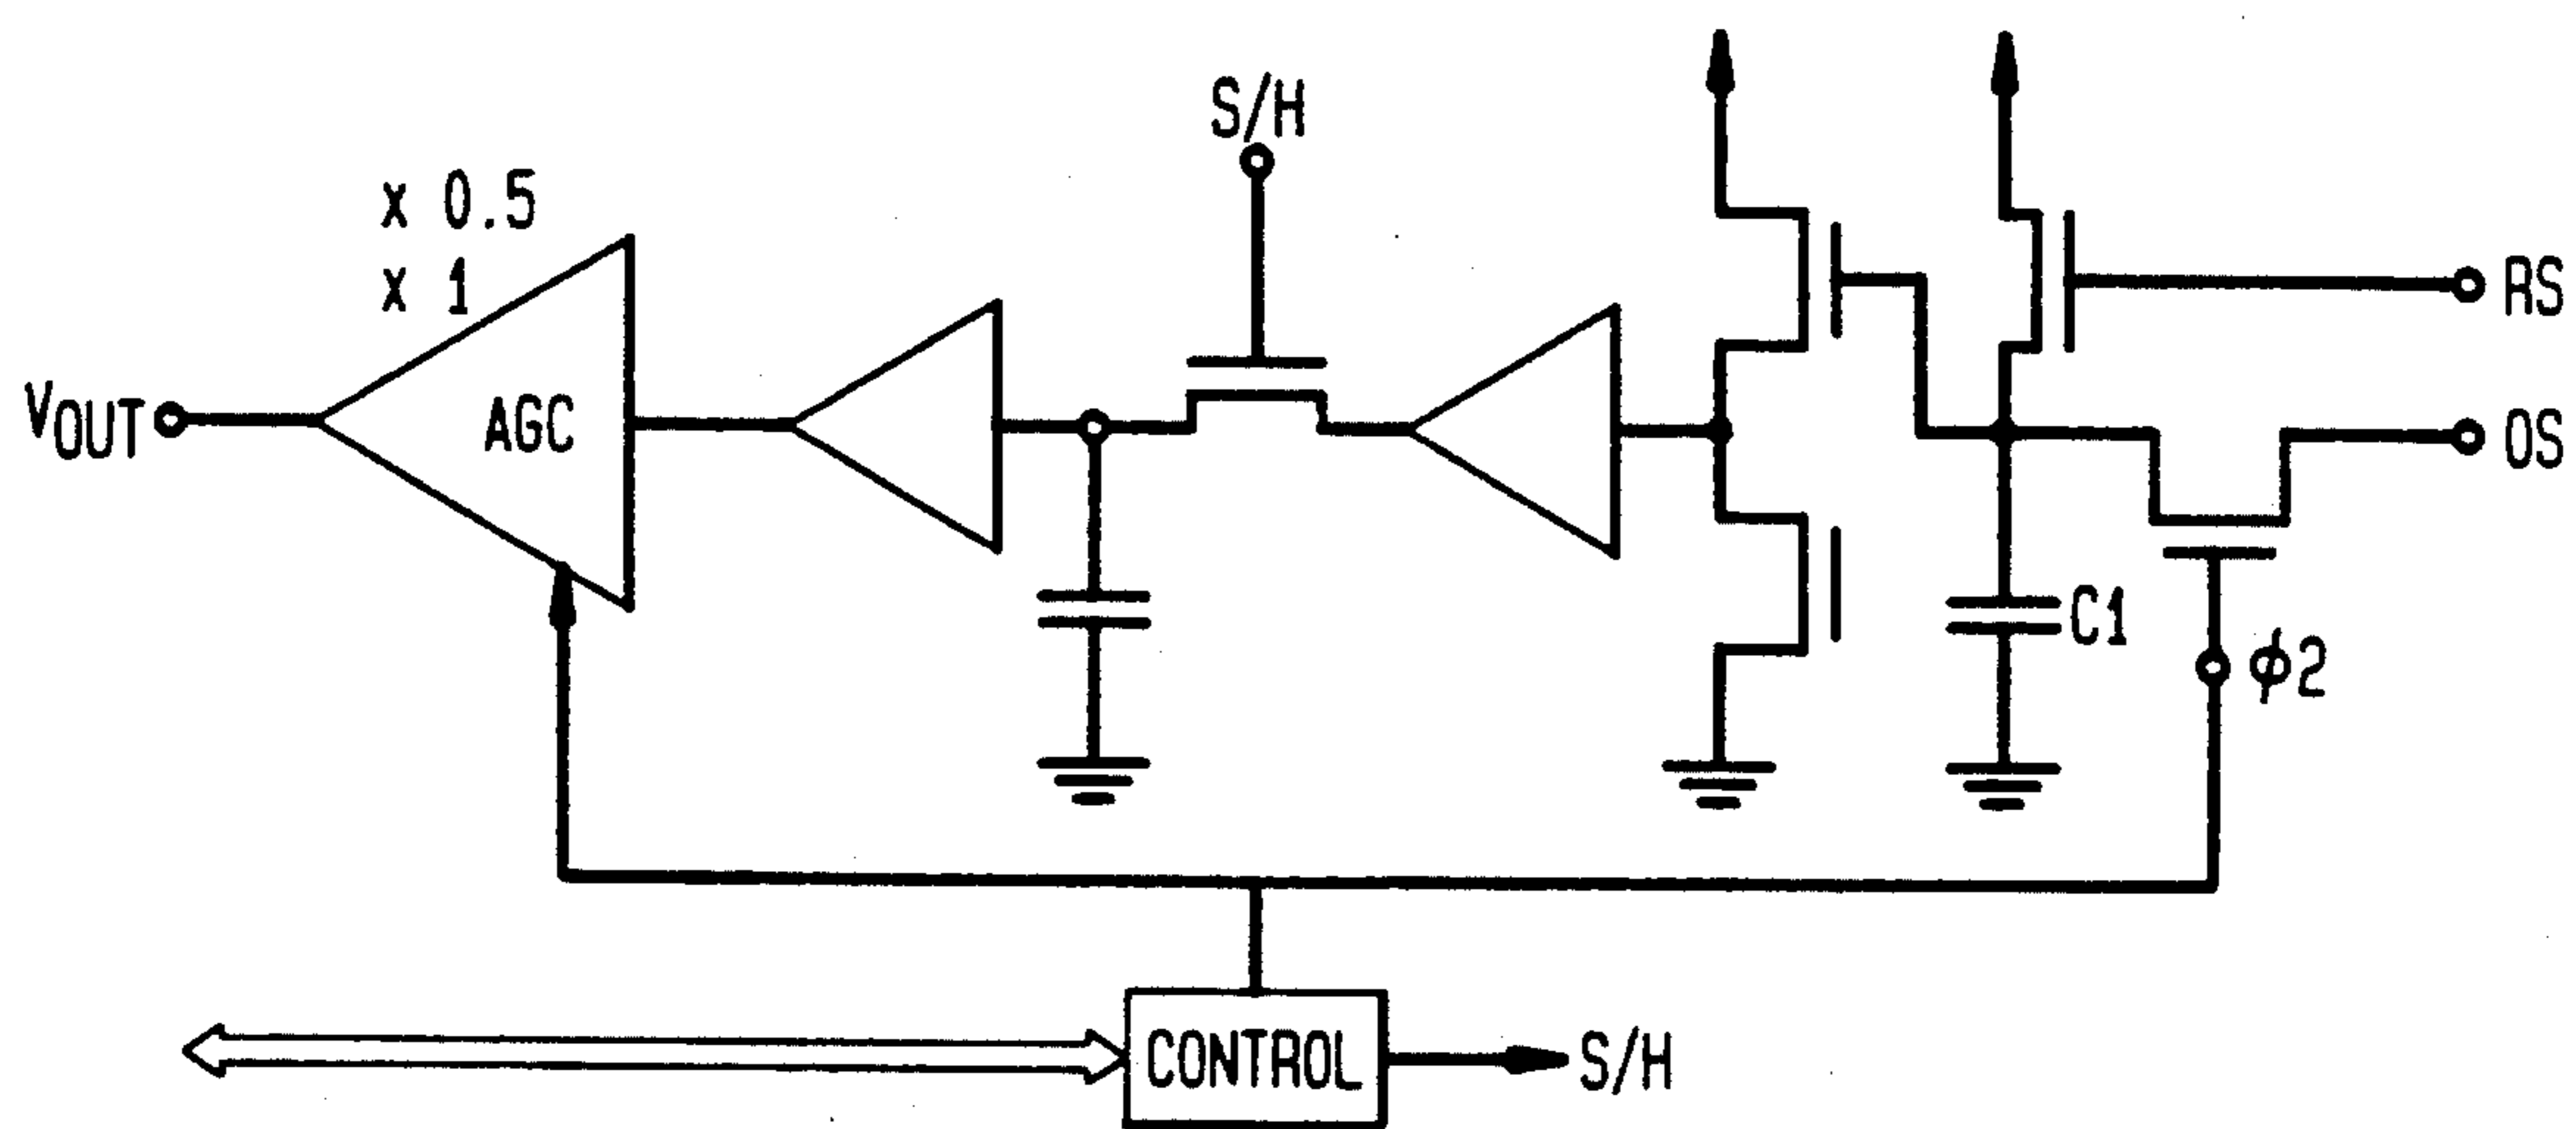 S/H
x 0.5
x 1
RS
VOUT
AGC
OS
C1
ϕ2
CONTROL
S/H